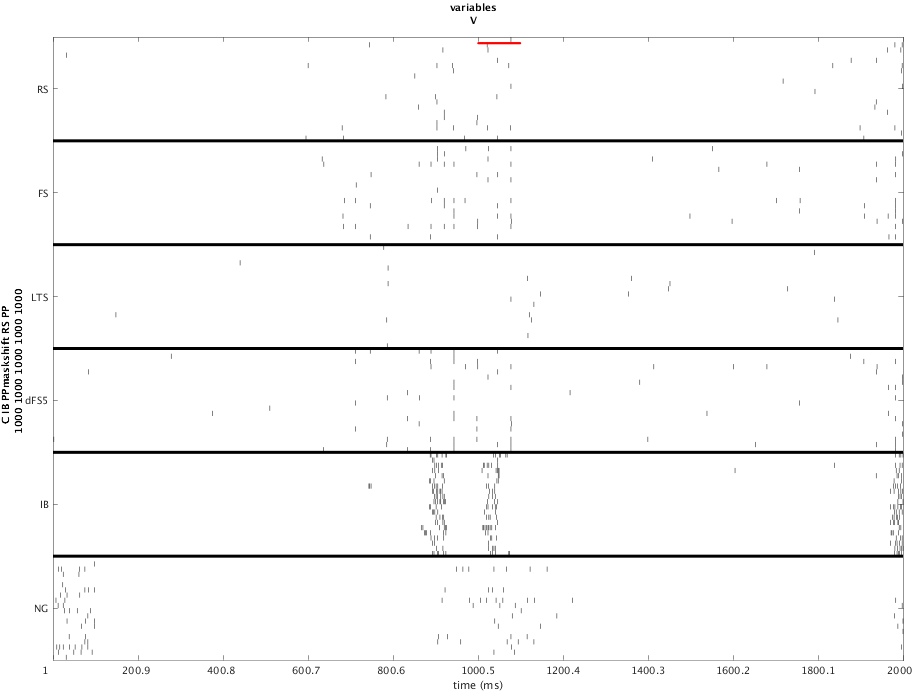 variables
V
RS
FS
LTS
dFS5
IB
NG
C IB PPmaskshift RS PP
1000 1000 1000 1000 1000
1
200.9
400.8
600.7
800.6
1000.5
1200.4
1400.3
1600.2
1800.1
2000
time (ms)